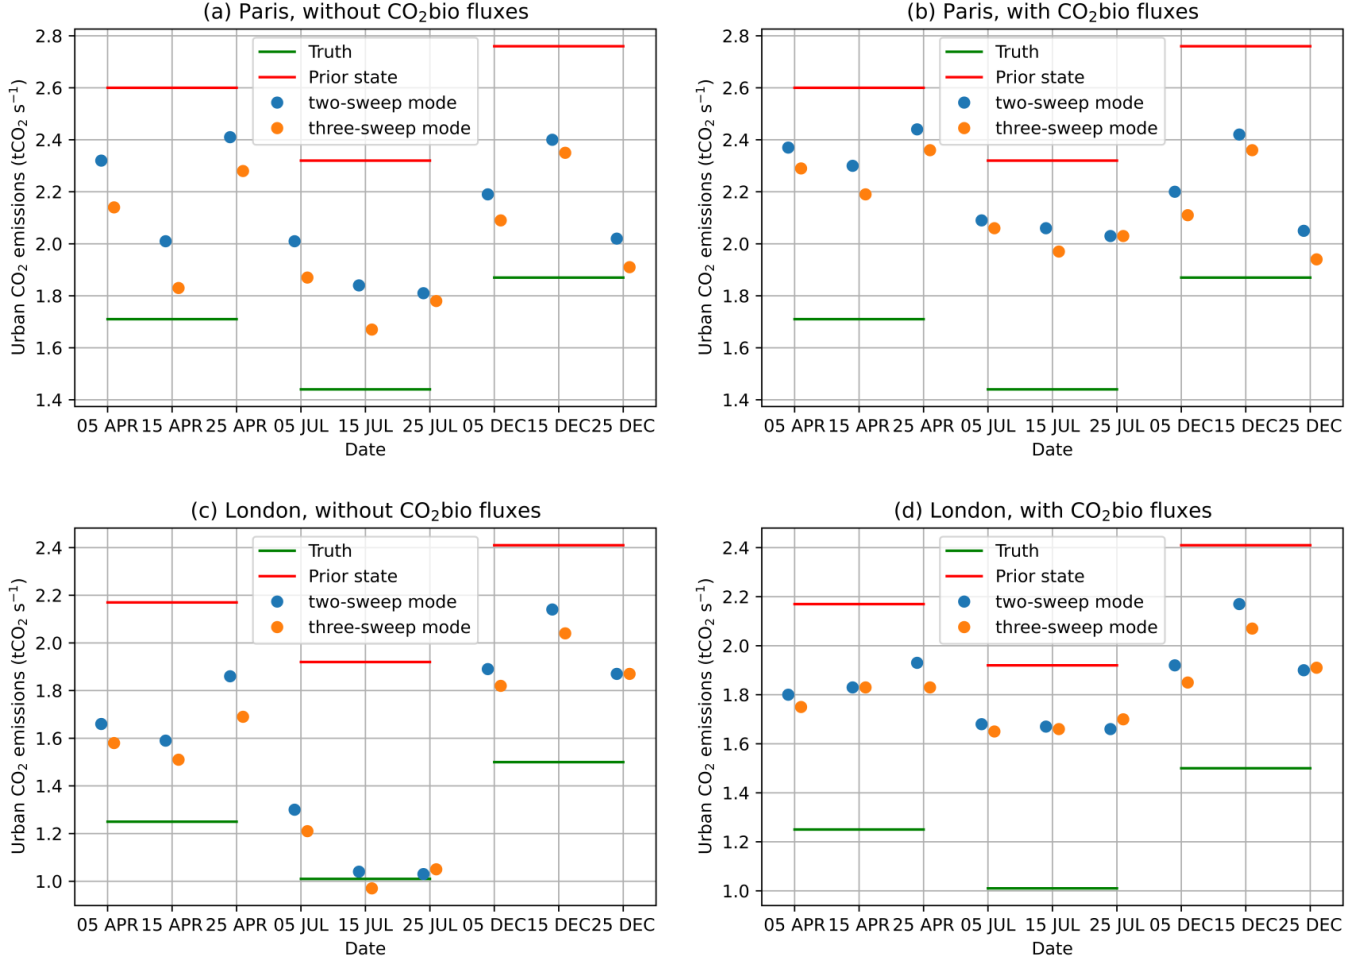 (a) Paris, without CO₂bio fluxes
Urban CO₂ emissions (tCO₂ s⁻¹)
2.8
2.6
2.4
2.2
2.0
1.8
1.6
1.4
Truth
Prior state
two-sweep mode
three-sweep mode
05 APR 15 APR 25 APR 05 JUL 15 JUL 25 JUL 05 DEC 15 DEC 25 DEC
Date
(b) Paris, with CO₂bio fluxes
Urban CO₂ emissions (tCO₂ s⁻¹)
2.8
2.6
2.4
2.2
2.0
1.8
1.6
1.4
Truth
Prior state
two-sweep mode
three-sweep mode
05 APR 15 APR 25 APR 05 JUL 15 JUL 25 JUL 05 DEC 15 DEC 25 DEC
Date
(c) London, without CO₂bio fluxes
Urban CO₂ emissions (tCO₂ s⁻¹)
2.4
2.2
2.0
1.8
1.6
1.4
1.2
1.0
Truth
Prior state
two-sweep mode
three-sweep mode
05 APR 15 APR 25 APR 05 JUL 15 JUL 25 JUL 05 DEC 15 DEC 25 DEC
Date
(d) London, with CO₂bio fluxes
Urban CO₂ emissions (tCO₂ s⁻¹)
2.4
2.2
2.0
1.8
1.6
1.4
1.2
1.0
Truth
Prior state
two-sweep mode
three-sweep mode
05 APR 15 APR 25 APR 05 JUL 15 JUL 25 JUL 05 DEC 15 DEC 25 DEC
Date